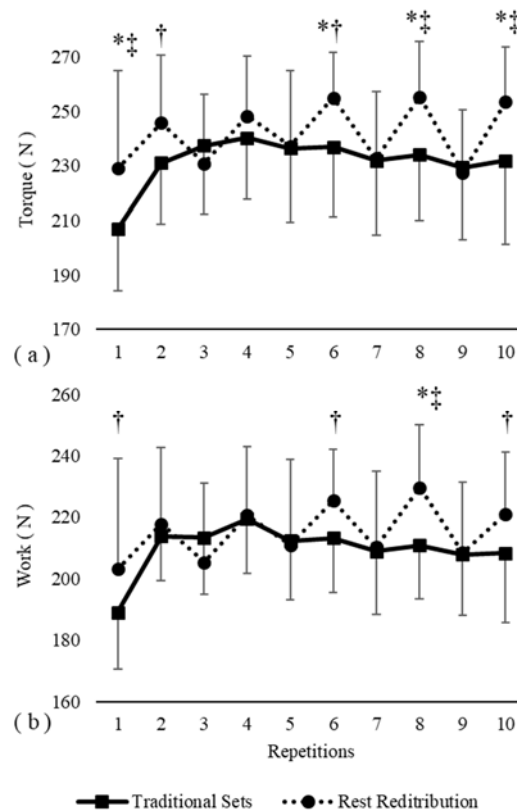 *‡ † *† *‡ *‡
270
250
230
210
190
170
Torque ( N )
1 2 3 4 5 6 7 8 9 10
( a )
† † *‡ †
260
240
220
200
180
160
Work ( N )
1 2 3 4 5 6 7 8 9 10
( b )
Repetitions
Traditional Sets Rest Reditribution